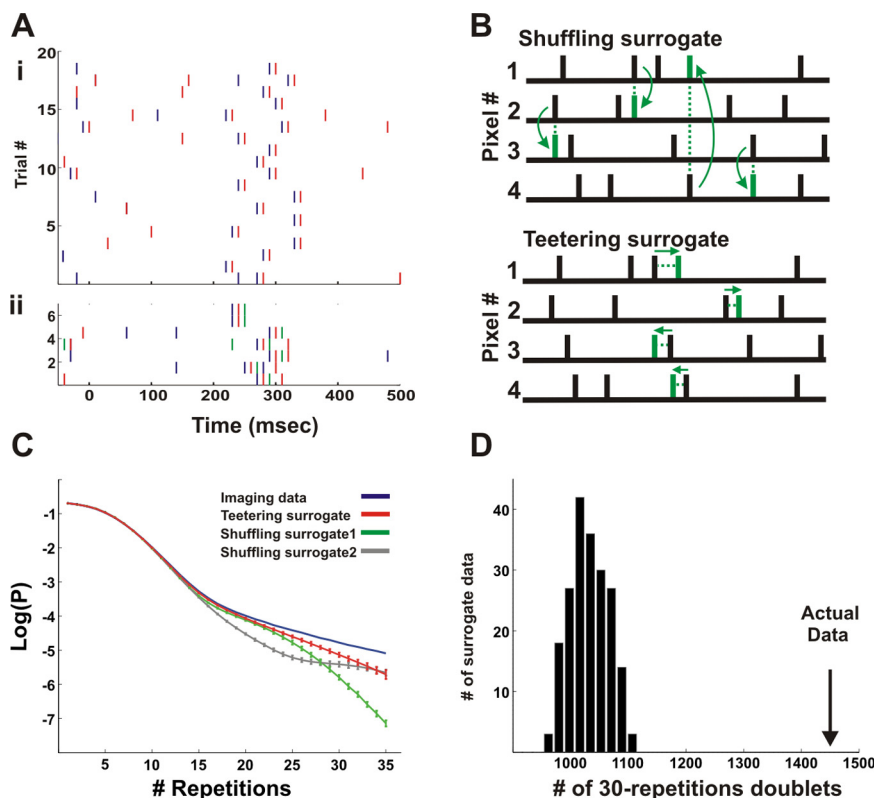 A
i
20
15
10
5
Trial #
ii
6
4
2
0 100 200 300 400 500
Time (msec)
B
Shuffling surrogate
1
2
3
4
Pixel #
Teetering surrogate
1
2
3
4
Pixel #
C
Imaging data
Teetering surrogate
Shuffling surrogate1
Shuffling surrogate2
-1
-2
-3
-4
-5
-6
-7
Log(P)
5 10 15 20 25 30 35
# Repetitions
D
40
30
20
10
# of surrogate data
Actual
Data
1000 1100 1200 1300 1400 1500
# of 30-repetitions doublets